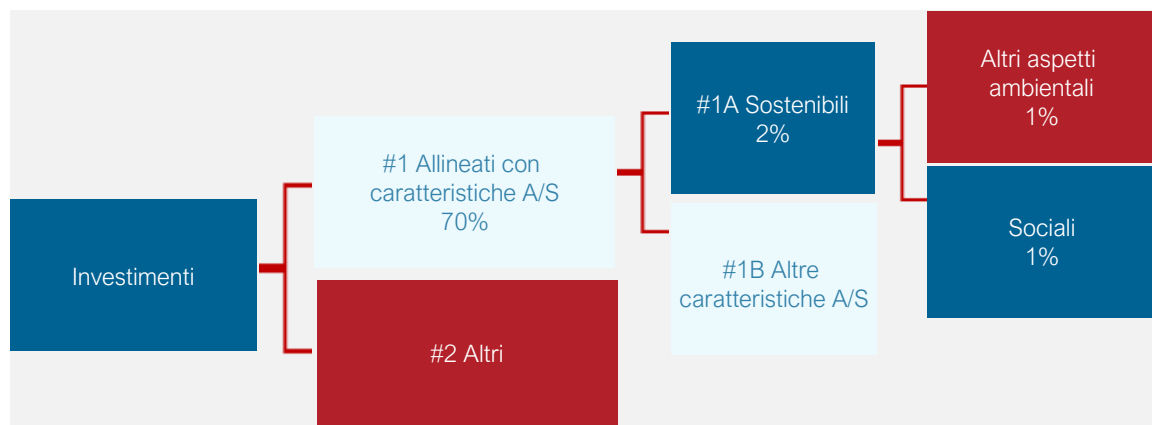 Investimenti
#1 Allineati con
caratteristiche A/S
70%
#2 Altri
#1A Sostenibili
2%
#1B Altre
caratteristiche A/S
Altri aspetti
ambientali
1%
Sociali
1%